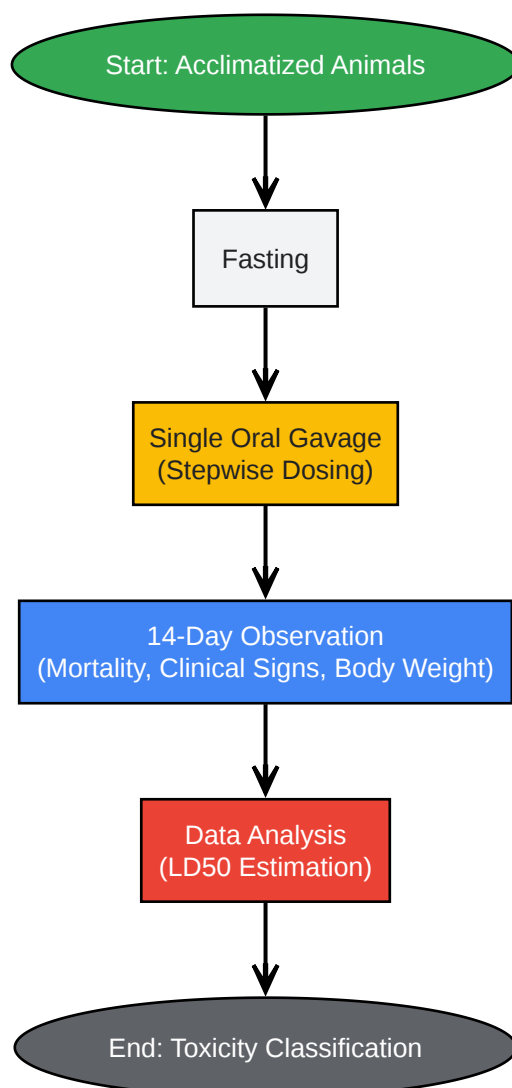 Start: Acclimatized Animals
Fasting
Single Oral Gavage
(Stepwise Dosing)
14-Day Observation
(Mortality, Clinical Signs, Body Weight)
Data Analysis
(LD50 Estimation)
End: Toxicity Classification